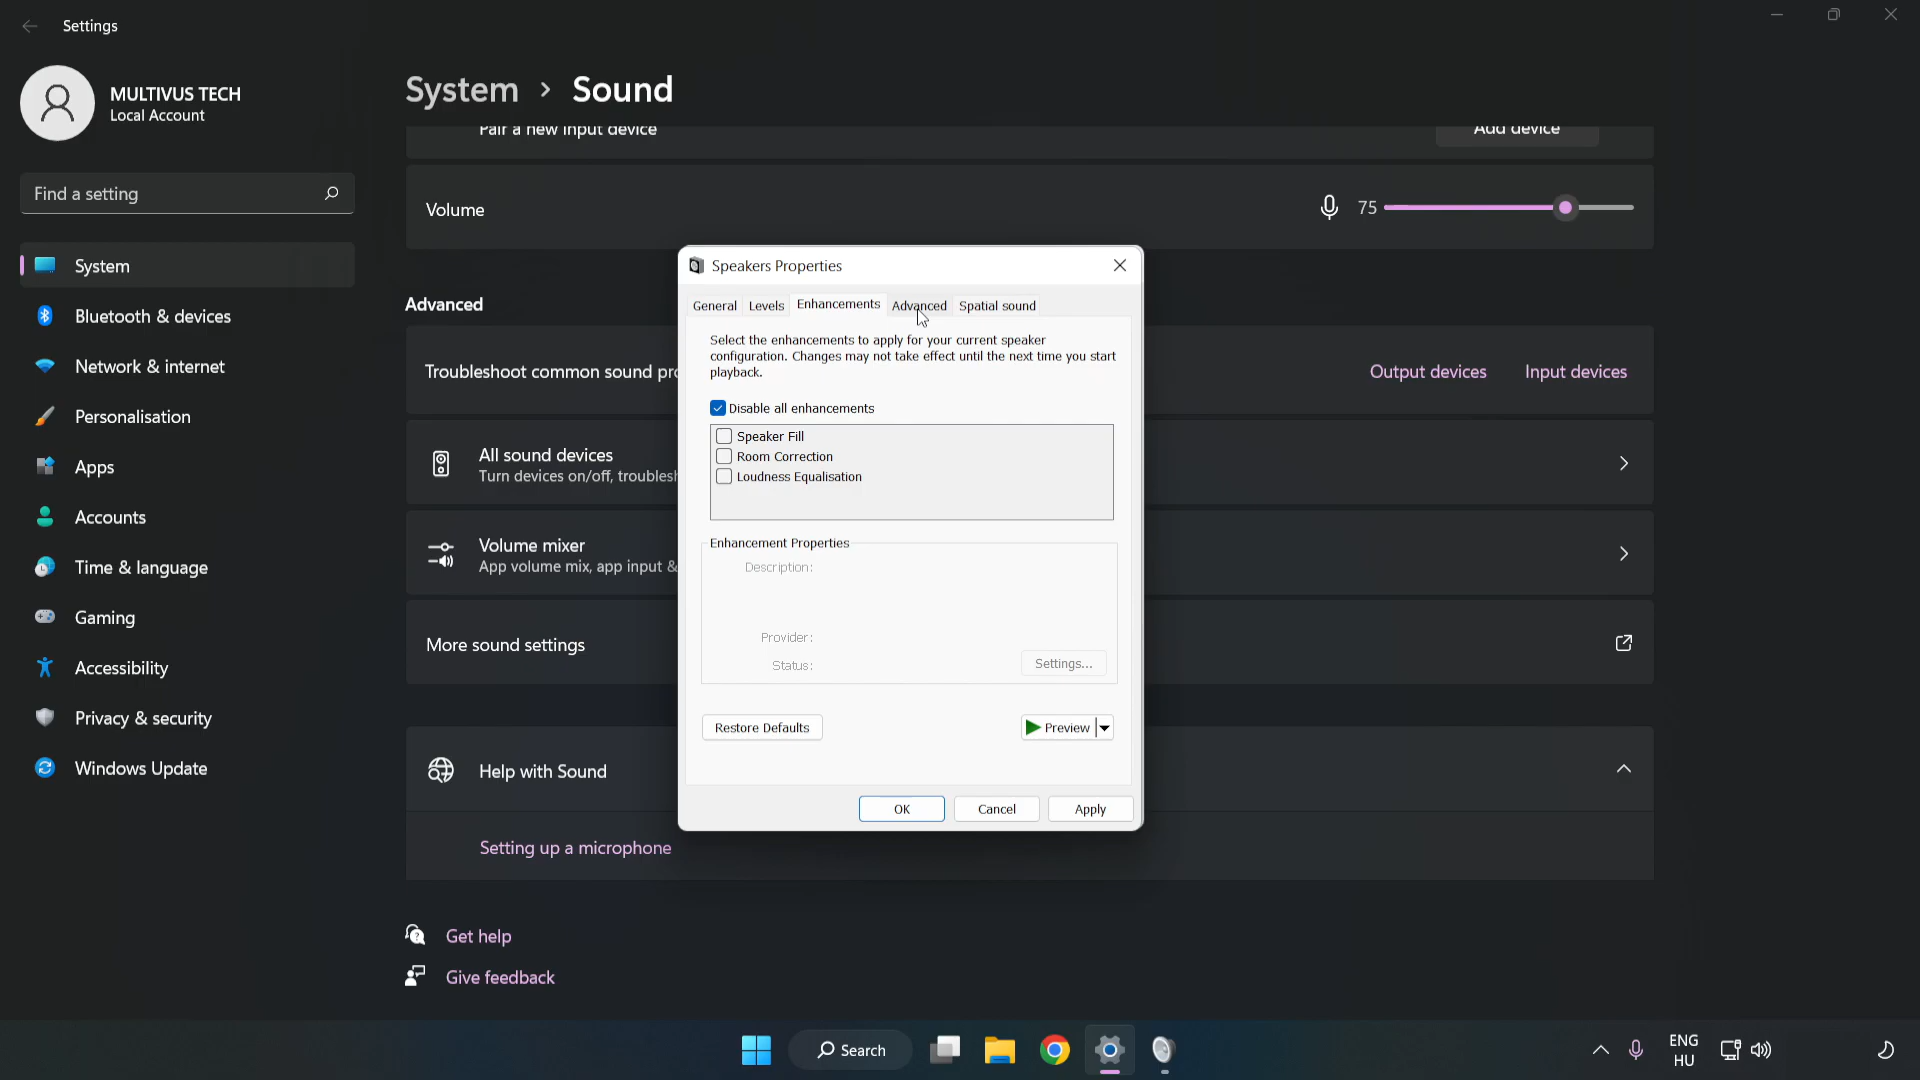 Settings
MULTIVUS TECH
Local Account
Find a setting
System
Bluetooth & devices
Network & internet
Personalisation
Apps
Accounts
Time & language
Gaming
Accessibility
Privacy & security
Windows Update
System > Sound
Pair a new input device
Add device
Volume
75
Advanced
Troubleshoot common sound pro
Output devices
Input devices
All sound devices
Turn devices on/off, troublesh
Volume mixer
App volume mix, app input &
More sound settings
Help with Sound
Setting up a microphone
Get help
Give feedback
Speakers Properties
General Levels Enhancements Advanced Spatial sound
Select the enhancements to apply for your current speaker
configuration. Changes may not take effect until the next time you start
playback.
Disable all enhancements
Speaker Fill
Room Correction
Loudness Equalisation
Enhancement Properties
Description:
Provider:
Status:
Settings...
Restore Defaults
Preview
OK
Cancel
Apply
Search
ENG
HU